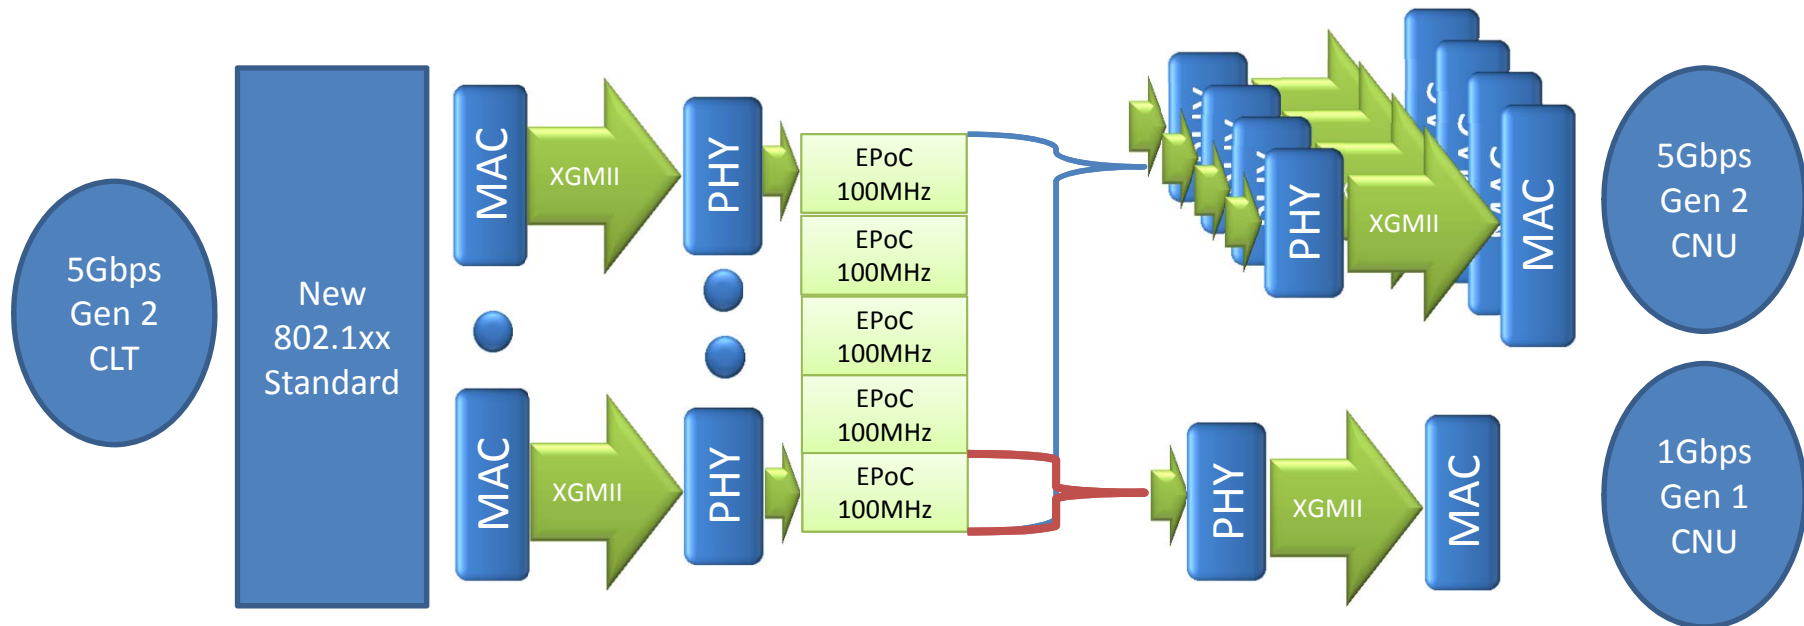 5Gbps
Gen 2
CLT
New
802.1xx
Standard
MAC
XGMII
PHY
MAC
XGMII
PHY
EPoC
100MHz
EPoC
100MHz
EPoC
100MHz
EPoC
100MHz
EPoC
100MHz
PHY
XGMII
MAC
5Gbps
Gen 2
CNU
PHY
XGMII
MAC
1Gbps
Gen 1
CNU